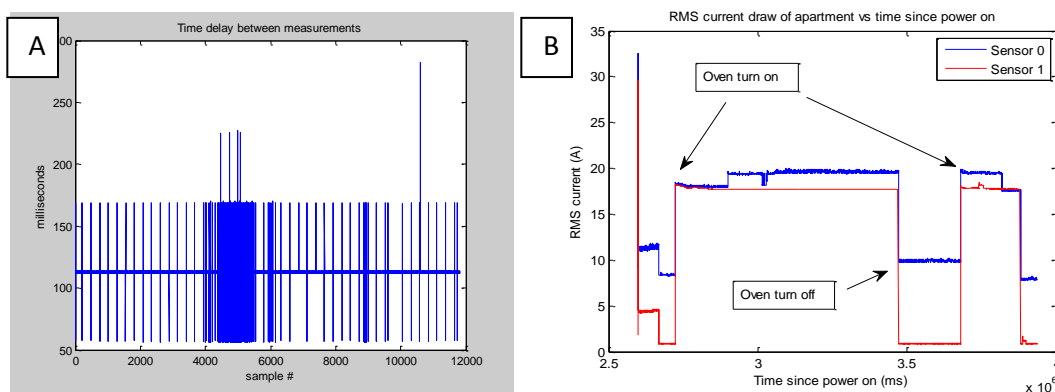 A
Time delay between measurements
300
250
200
150
100
50
milliseconds
0
2000
4000
6000
8000
10000
12000
sample #
B
RMS current draw of apartment vs time since power on
35
30
25
20
15
10
5
0
RMS current (A)
Sensor 0
Sensor 1
Oven turn on
Oven turn off
2.5
3
3.5
Time since power on (ms)
x 10